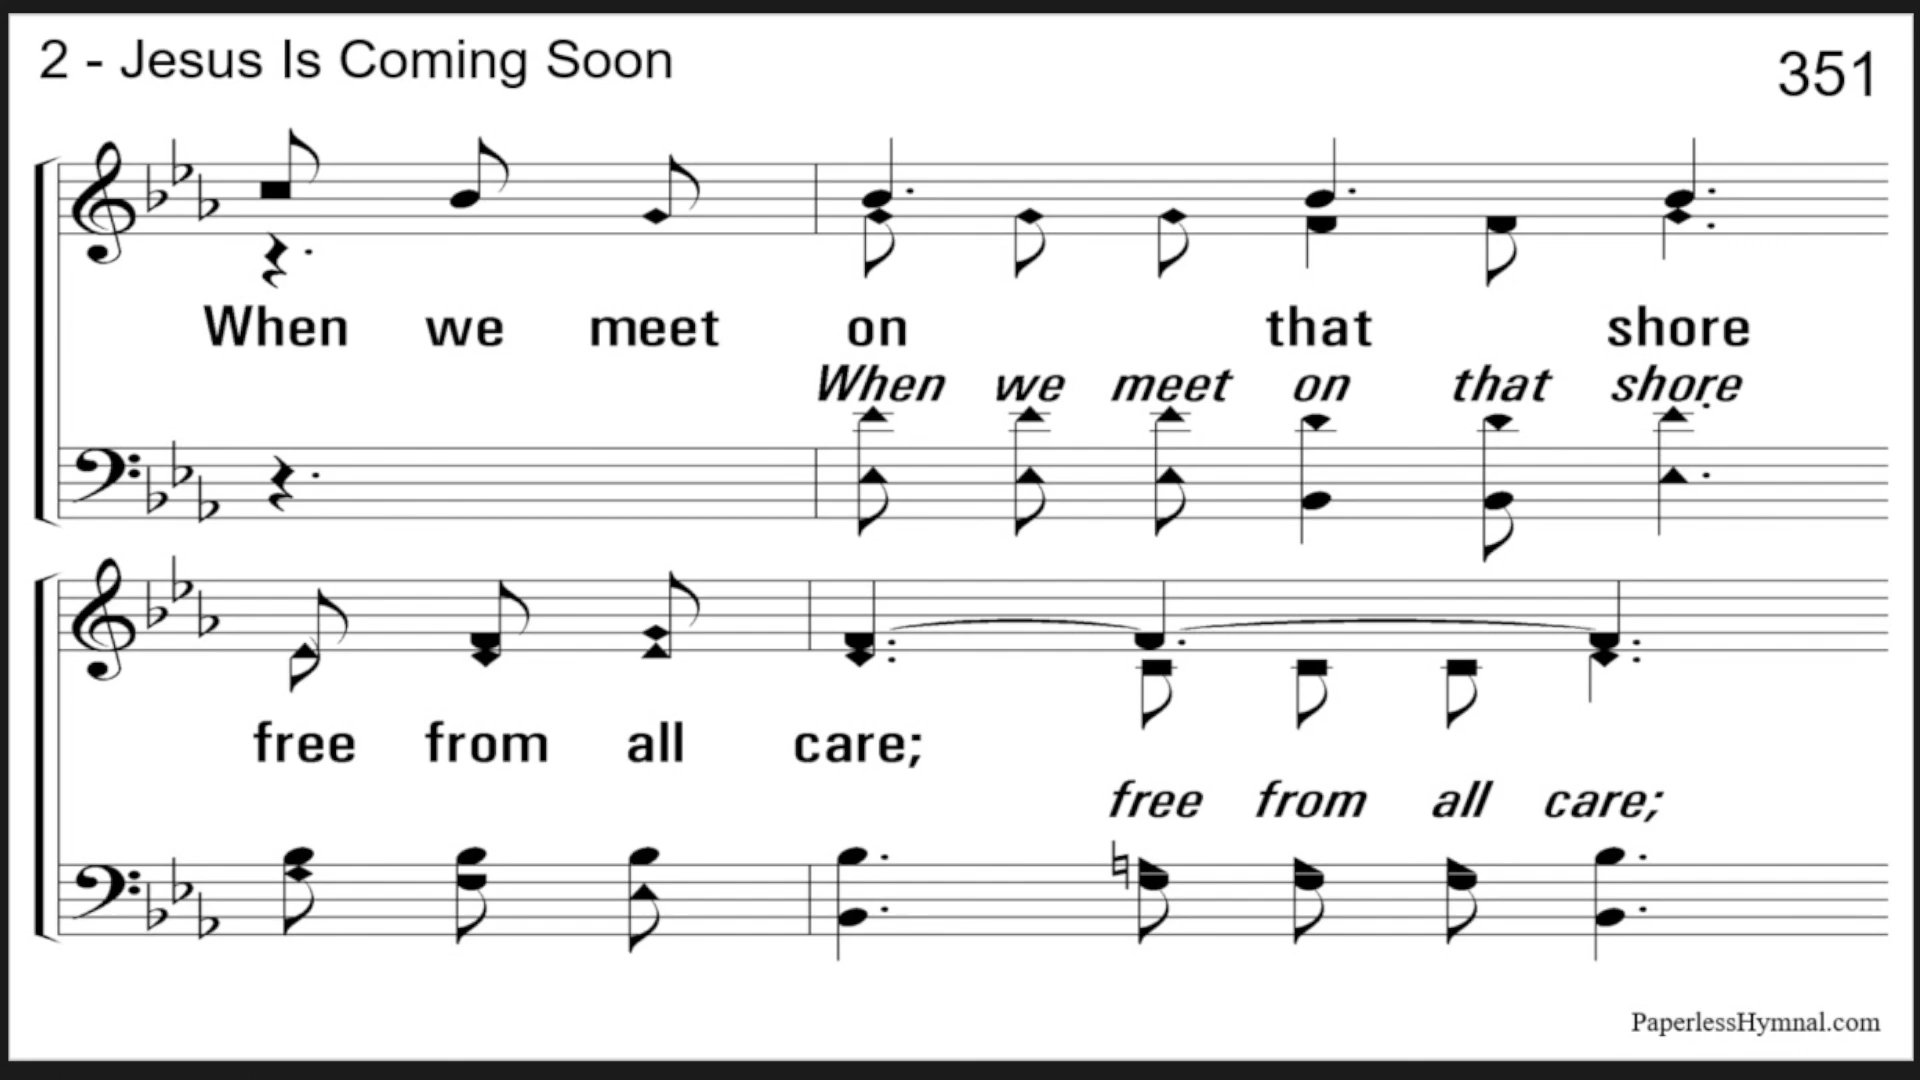 2 - Jesus Is Coming Soon
351
When we meet on that shore
When we meet on that shore
free from all care;
free from all care;
PaperlessHymnal.com